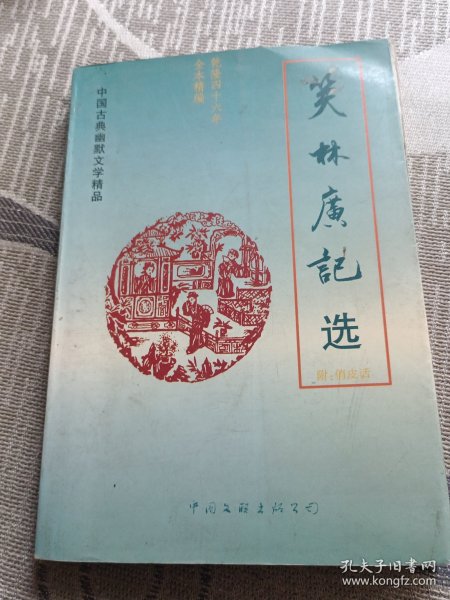 笑林廣記
选
附:俏皮话
乾隆四十六年
全本精编
中国古典幽默文学精品
中国文联出版公司
孔夫子旧书网
www.kongfz.com